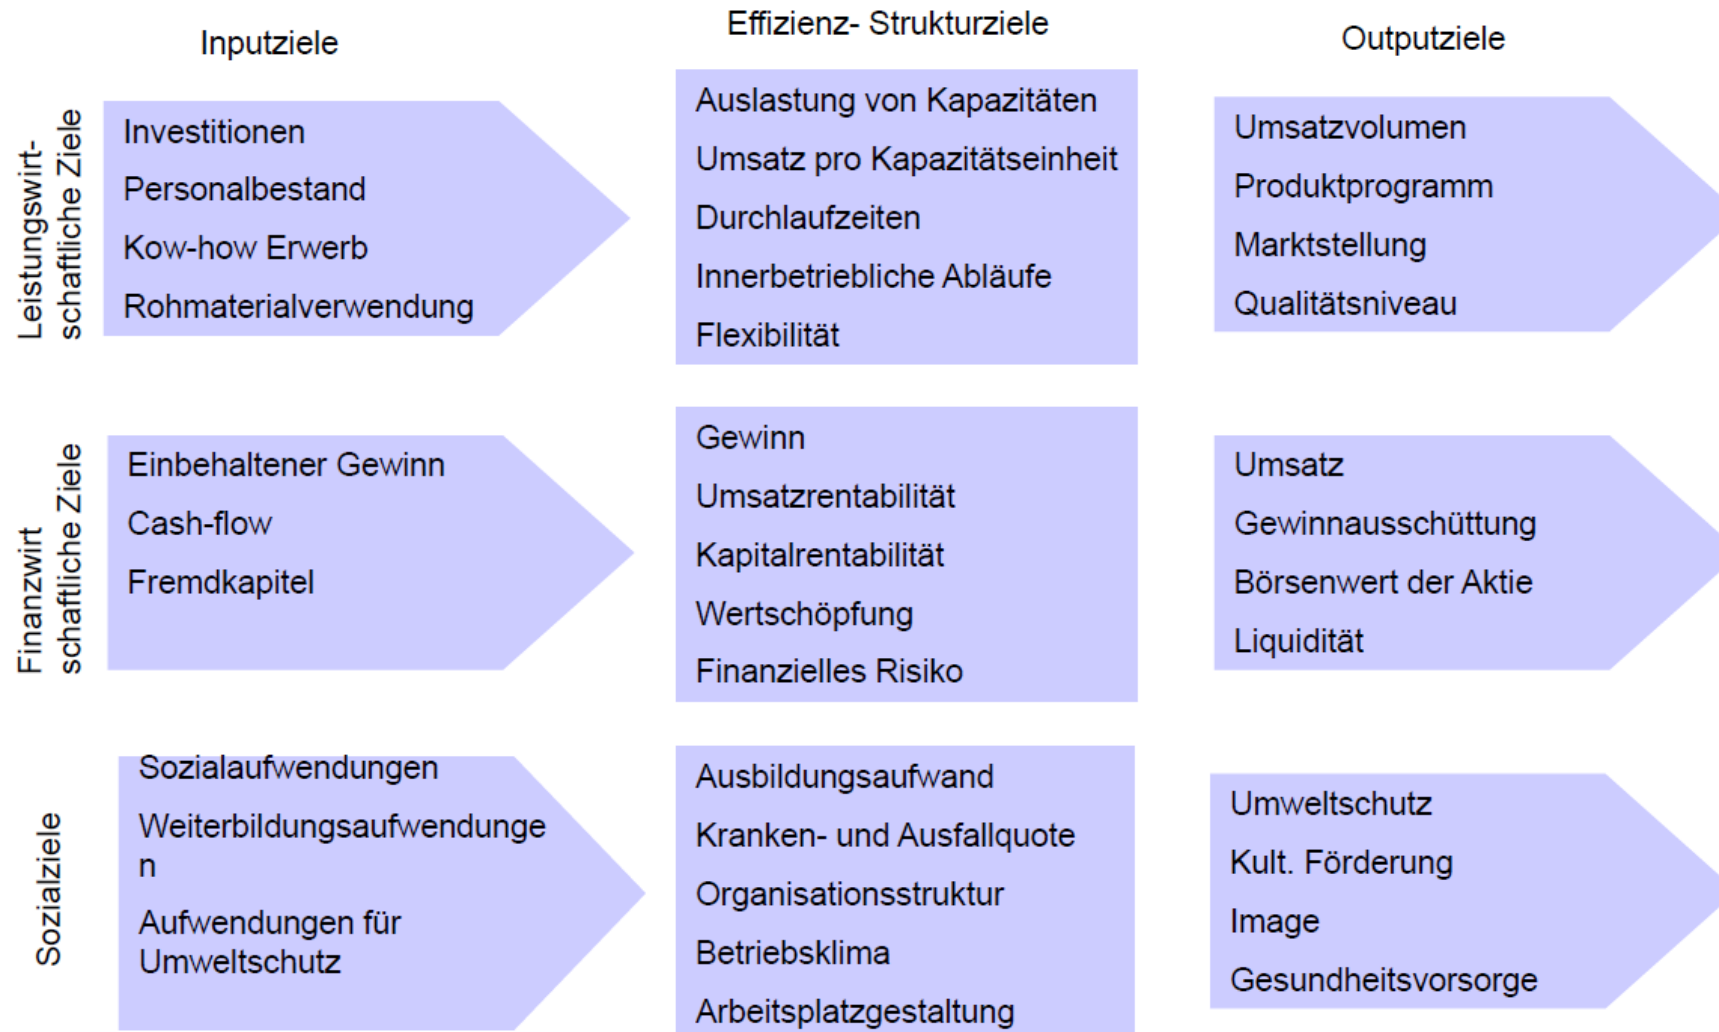 Inputziele
Effizienz- Strukturziele
Outputziele
Leistungswirt-
schaftliche Ziele
Investitionen
Personalbestand
Kow-how Erwerb
Rohmaterialverwendung
Auslastung von Kapazitäten
Umsatz pro Kapazitätseinheit
Durchlaufzeiten
Innerbetriebliche Abläufe
Flexibilität
Umsatzvolumen
Produktprogramm
Marktstellung
Qualitätsniveau
Finanzwirt
schaftliche Ziele
Einbehaltener Gewinn
Cash-flow
Fremdkapitel
Gewinn
Umsatzrentabilität
Kapitalrentabilität
Wertschöpfung
Finanzielles Risiko
Umsatz
Gewinnausschüttung
Börsenwert der Aktie
Liquidität
Sozialziele
Sozialaufwendungen
Weiterbildungsaufwendunge
n
Aufwendungen für
Umweltschutz
Ausbildungsaufwand
Kranken- und Ausfallquote
Organisationsstruktur
Betriebsklima
Arbeitsplatzgestaltung
Umweltschutz
Kult. Förderung
Image
Gesundheitsvorsorge